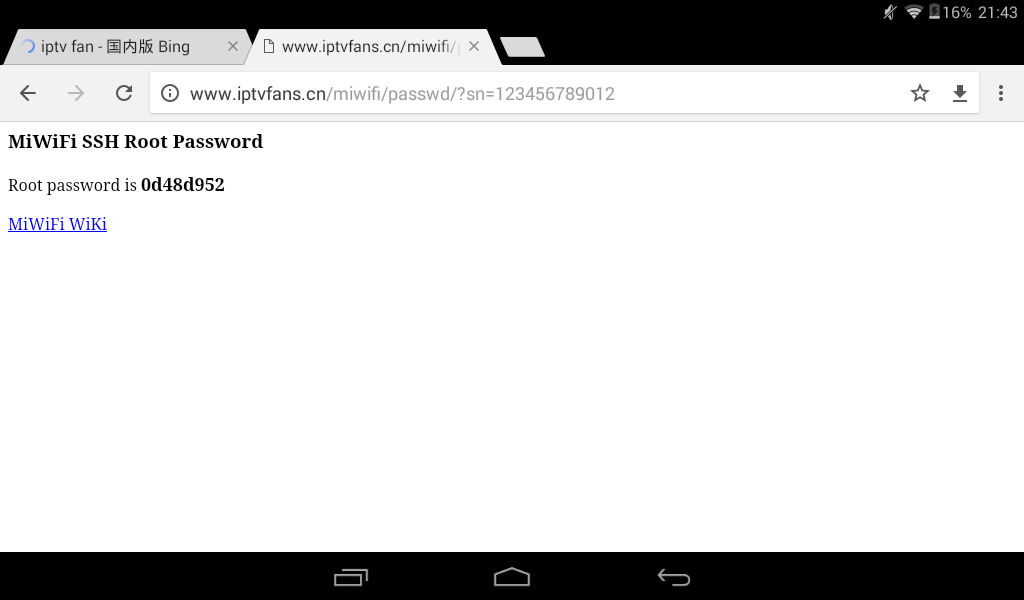 16% 21:43
iptv fan - 国内版 Bing
www.iptvfans.cn/miwifi/
www.iptvfans.cn/miwifi/passwd/?sn=123456789012
MiWiFi SSH Root Password
Root password is 0d48d952
MiWiFi WiKi